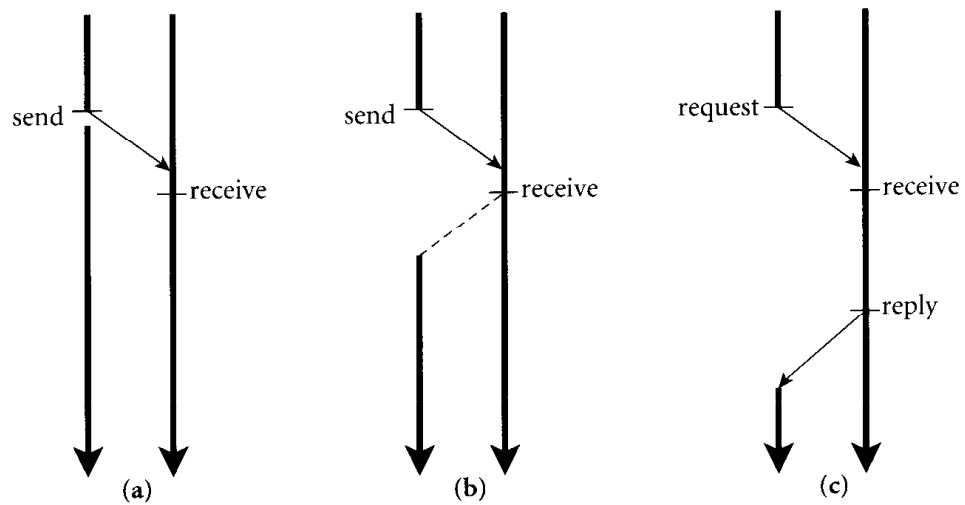 send
receive
(a)
send
receive
(b)
request
receive
reply
(c)